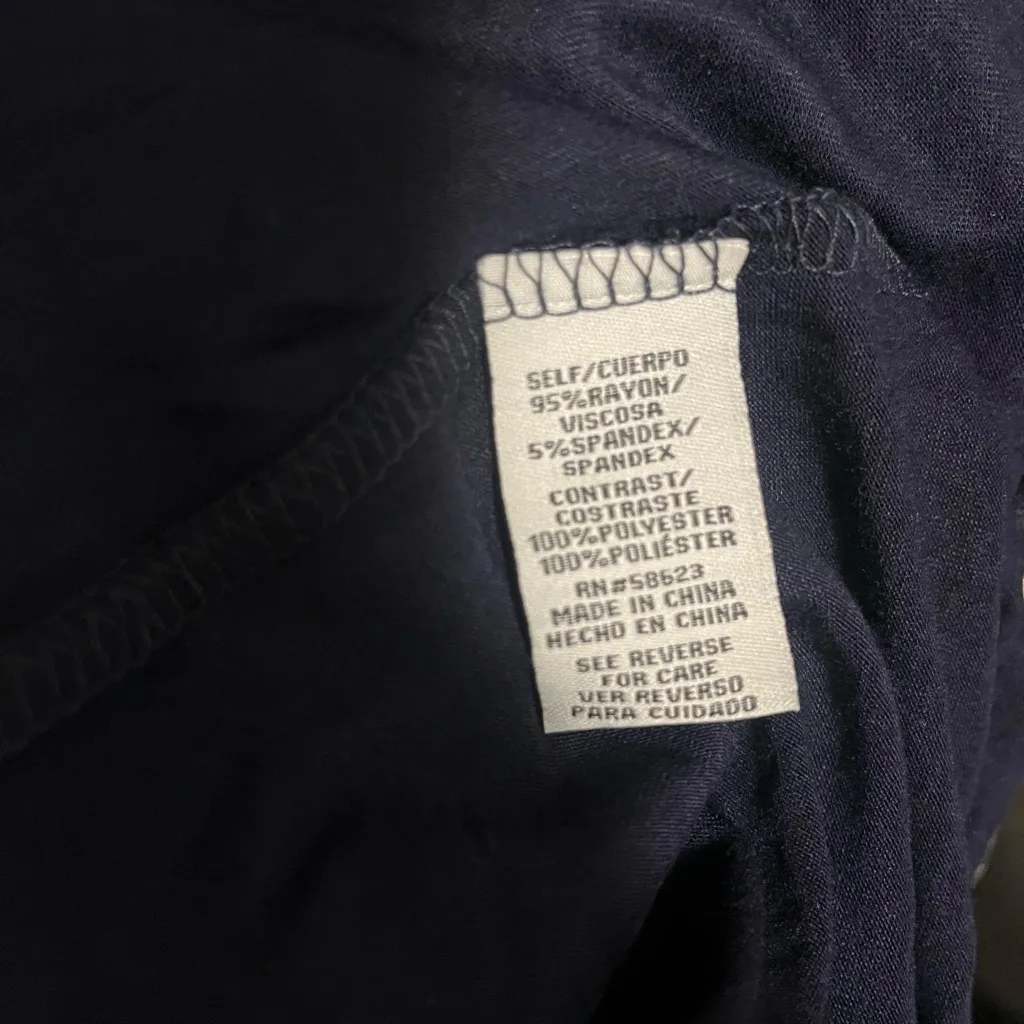 SELF/CUERPO
95%RAYON/
VISCOSA
5%SPANDEX/
SPANDEX
CONTRAST/
COSTRASTE
100%POLYESTER
100%POLIÉSTER
RN#58623
MADE IN CHINA
HECHO EN CHINA
SEE REVERSE
FOR CARE
VER REVERSO
PARA CUIDADO